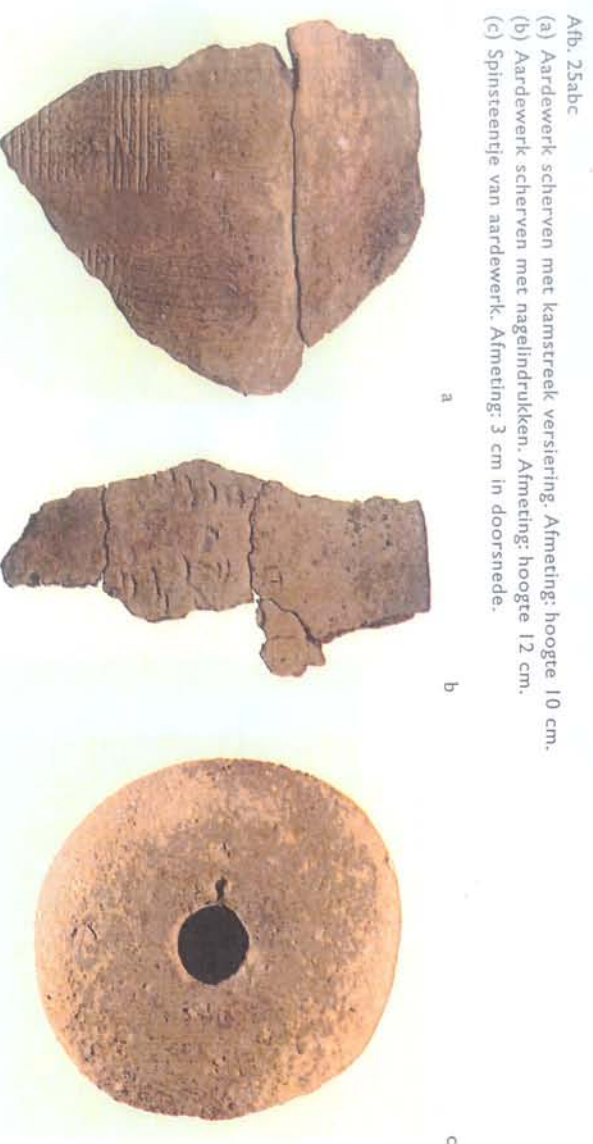 Afb. 25abc
(a) Aardewerk scherven met kamstreek versiering. Afmeting: hoogte 10 cm.
(b) Aardewerk scherven met nagelindrukken. Afmeting: hoogte 12 cm.
(c) Spinsteentje van aardewerk. Afmeting: 3 cm in doorsnede.
a
b
c